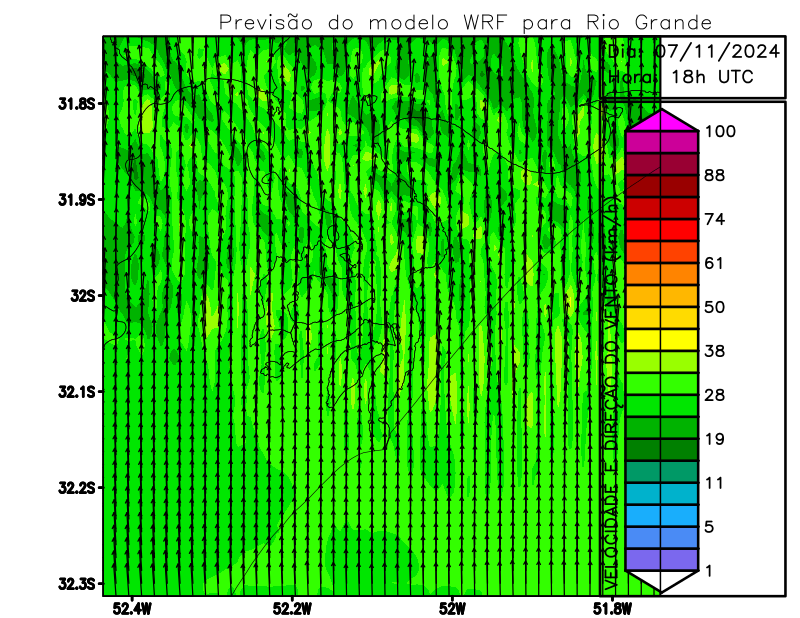 Previsão do modelo WRF para Rio Grande
Dia: 07/11/2024
Hora: 18h UTC
31.8S
31.9S
32S
32.1S
32.2S
32.3S
52.4W
52.2W
52W
51.8W
VELOCIDADE E DIREÇÃO DO VENTO (km/h)
100
88
74
61
50
38
28
19
11
5
1